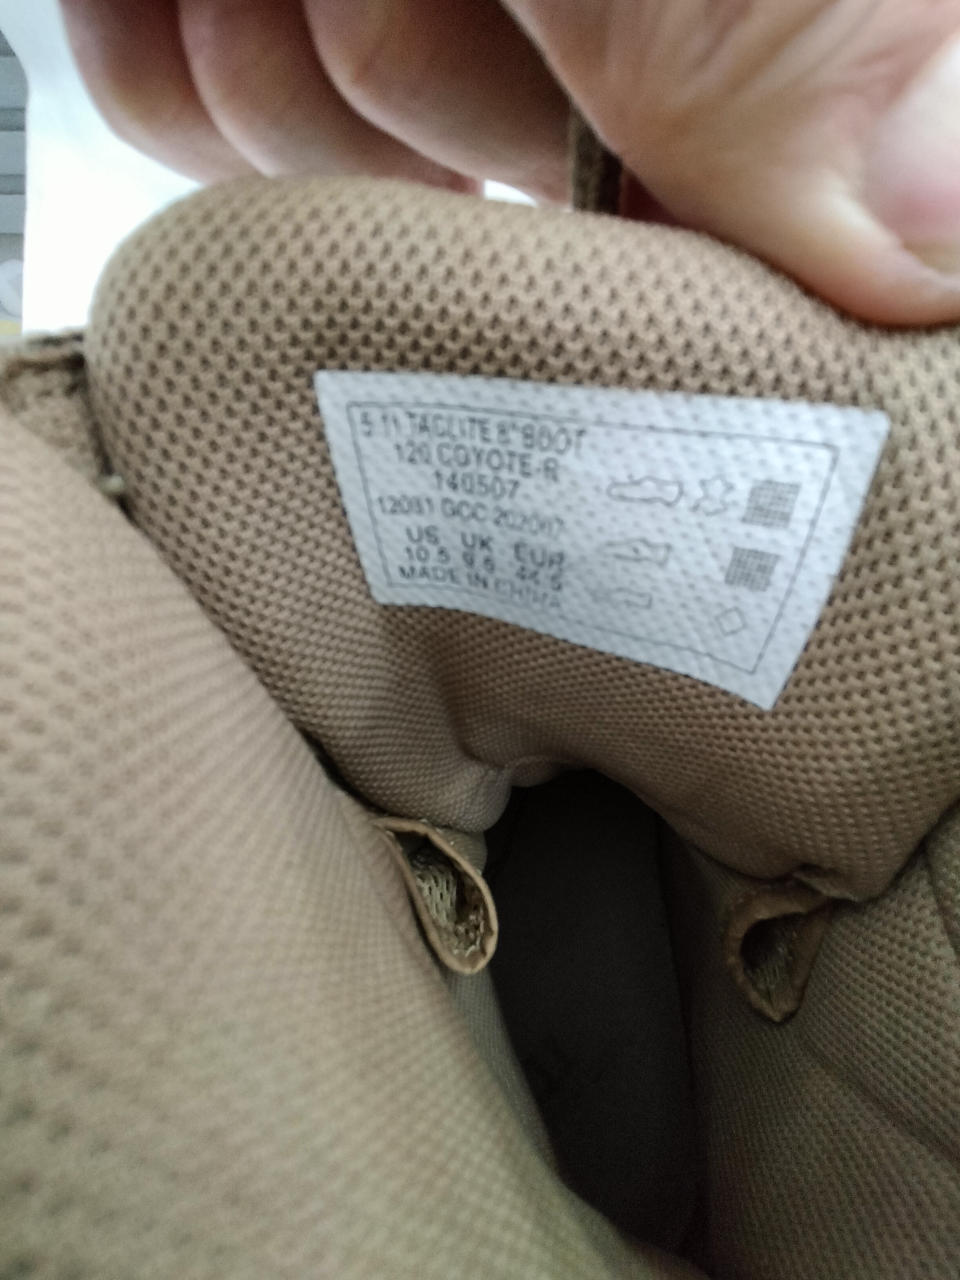 5.11 TACLITE 8" BOOT
120 COYOTE-R
140507
12081 GCC 202007
US UK EUR
10.5 9.5 44.5
MADE IN CHINA